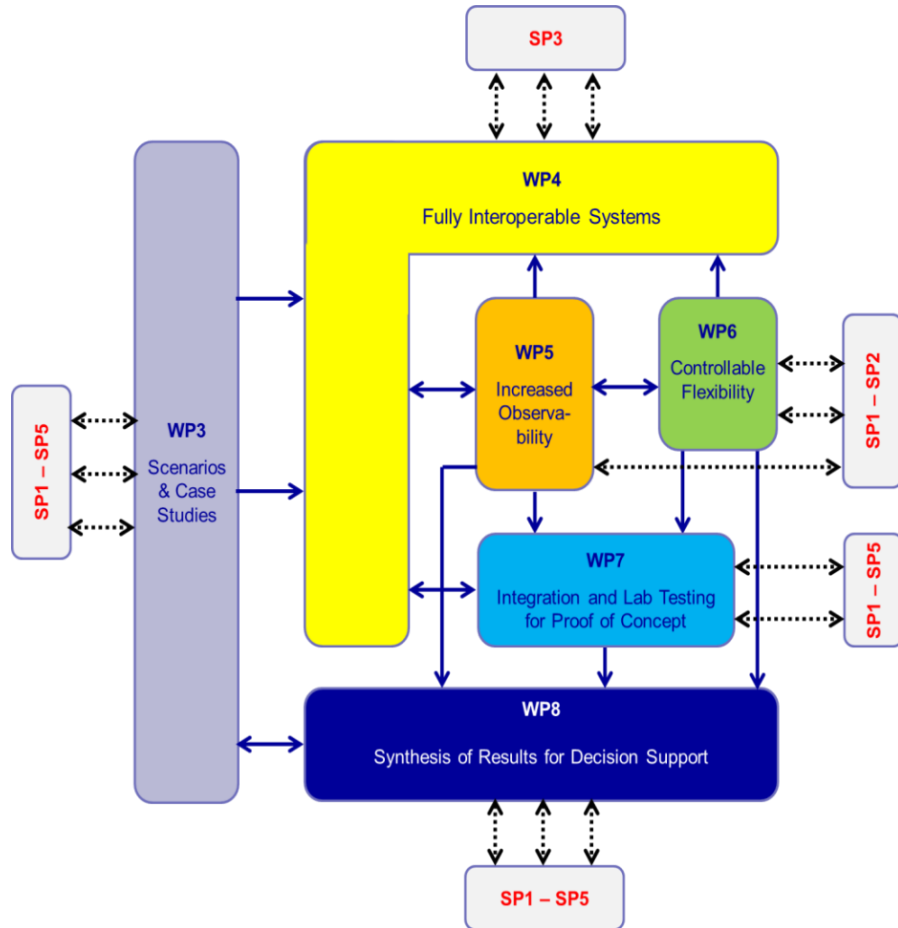 SP3
WP4
Fully Interoperable Systems
WP5
Increased
Observa-
bility
WP6
Controllable
Flexibility
SP1 – SP2
SP1 – SP5
WP3
Scenarios
& Case
Studies
WP7
Integration and Lab Testing
for Proof of Concept
SP1 – SP5
WP8
Synthesis of Results for Decision Support
SP1 – SP5